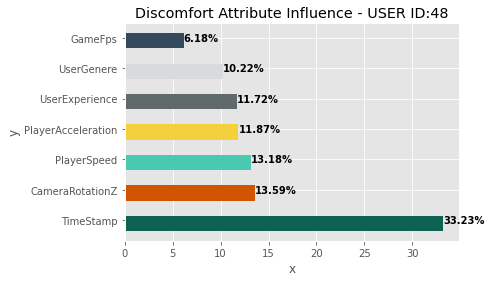 Discomfort Attribute Influence - USER ID:48
GameFps 6.18%
UserGenere 10.22%
UserExperience 11.72%
PlayerAcceleration 11.87%
PlayerSpeed 13.18%
CameraRotationZ 13.59%
TimeStamp 33.23%
y
0 5 10 15 20 25 30
x